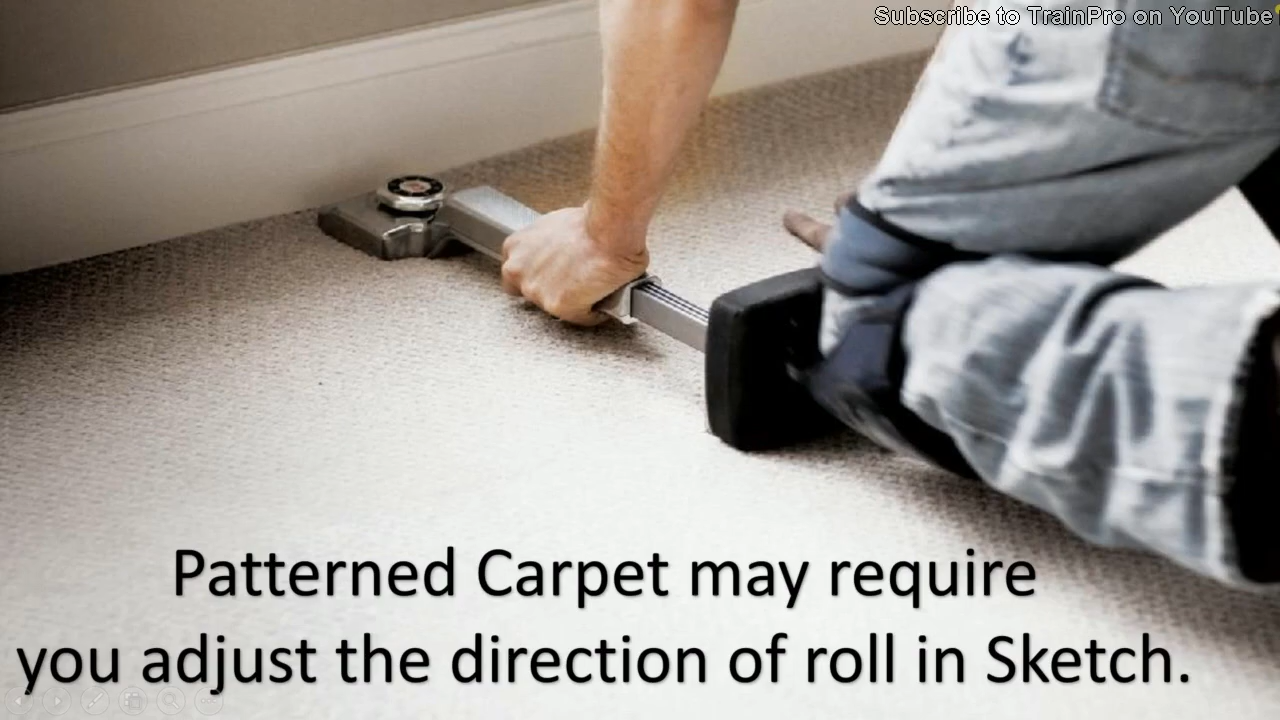 Subscribe to TrainPro on YouTube
Patterned Carpet may require
you adjust the direction of roll in Sketch.